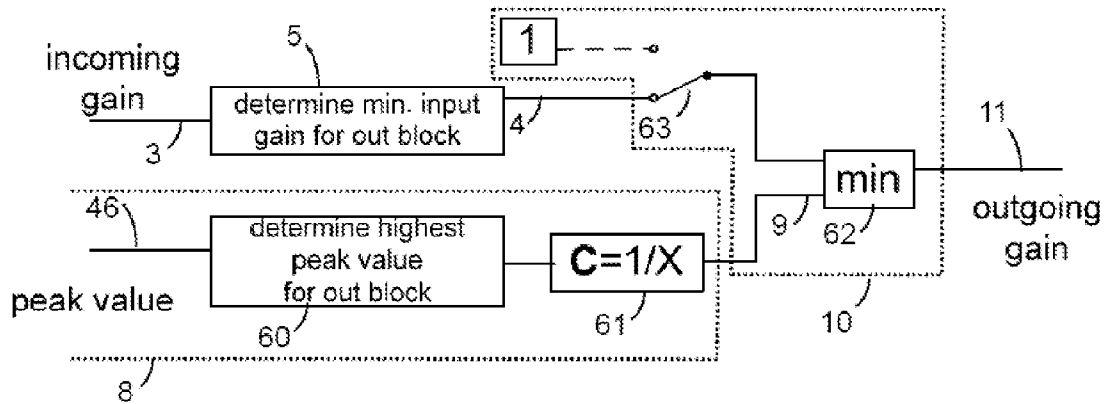 1
5
incoming
gain
determine min. input
gain for out block
3
4
63
11
min
9
62
outgoing
gain
46
determine highest
peak value
for out block
C=1/X
peak value
60
61
10
8